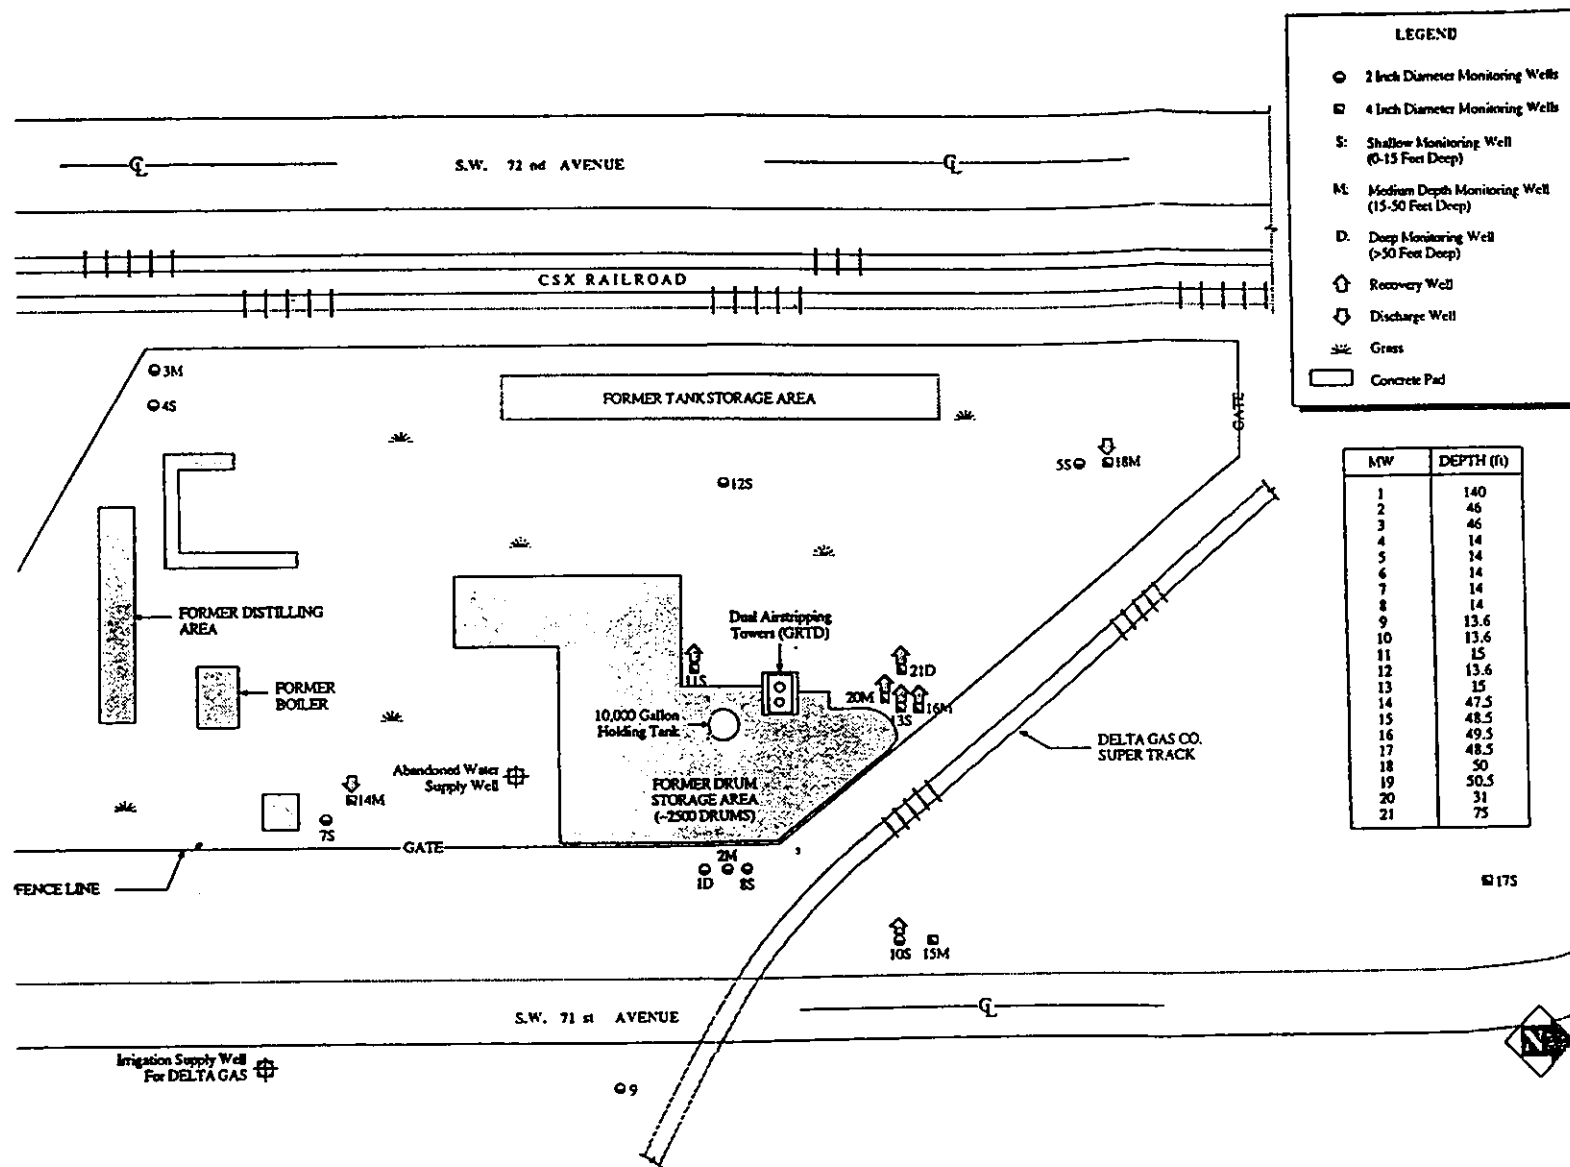 LEGEND
2 Inch Diameter Monitoring Wells
4 Inch Diameter Monitoring Wells
S: Shallow Monitoring Well
(0-15 Feet Deep)
M: Medium Depth Monitoring Well
(15-50 Feet Deep)
D. Deep Monitoring Well
(>50 Feet Deep)
Recovery Well
Discharge Well
Grass
Concrete Pad
CL S.W. 72 nd AVENUE CL
CSX RAILROAD
3M
4S
FORMER TANK STORAGE AREA
GATE
5S 18M
12S
MW DEPTH (ft)
1 140
2 46
3 46
4 14
5 14
6 14
7 14
8 14
9 13.6
10 13.6
11 15
12 13.6
13 15
14 47.5
15 48.5
16 49.5
17 48.5
18 50
19 50.5
20 31
21 75
FORMER DISTILLING
AREA
Dual Airstripping
Towers (GRTD)
FORMER
BOILER
11S
21D
20M
13S
16M
10,000 Gallon
Holding Tank
DELTA GAS CO.
SUPER TRACK
Abandoned Water
Supply Well
FORMER DRUM
STORAGE AREA
(~2500 DRUMS)
14M
7S
GATE
2M
1D 8S
FENCE LINE
17S
10S 15M
S.W. 71 st AVENUE CL
N
Irrigation Supply Well
For DELTA GAS
9